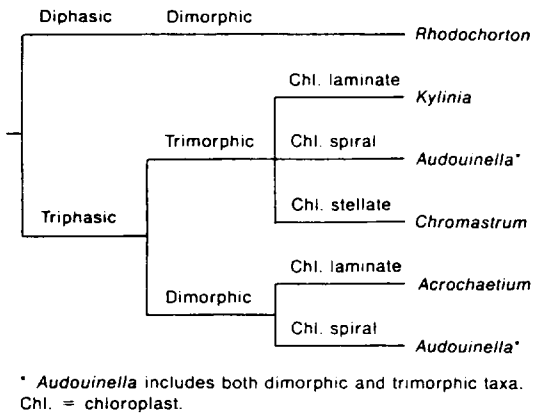 Diphasic Dimorphic
Rhodochorton
Chl. laminate
Kylinia
Trimorphic Chl. spiral
Audouinella*
Chl. stellate
Triphasic Chromastrum
Chl. laminate
Acrochaetium
Dimorphic
Chl. spiral
Audouinella*
* Audouinella includes both dimorphic and trimorphic taxa.
Chl. = chloroplast.